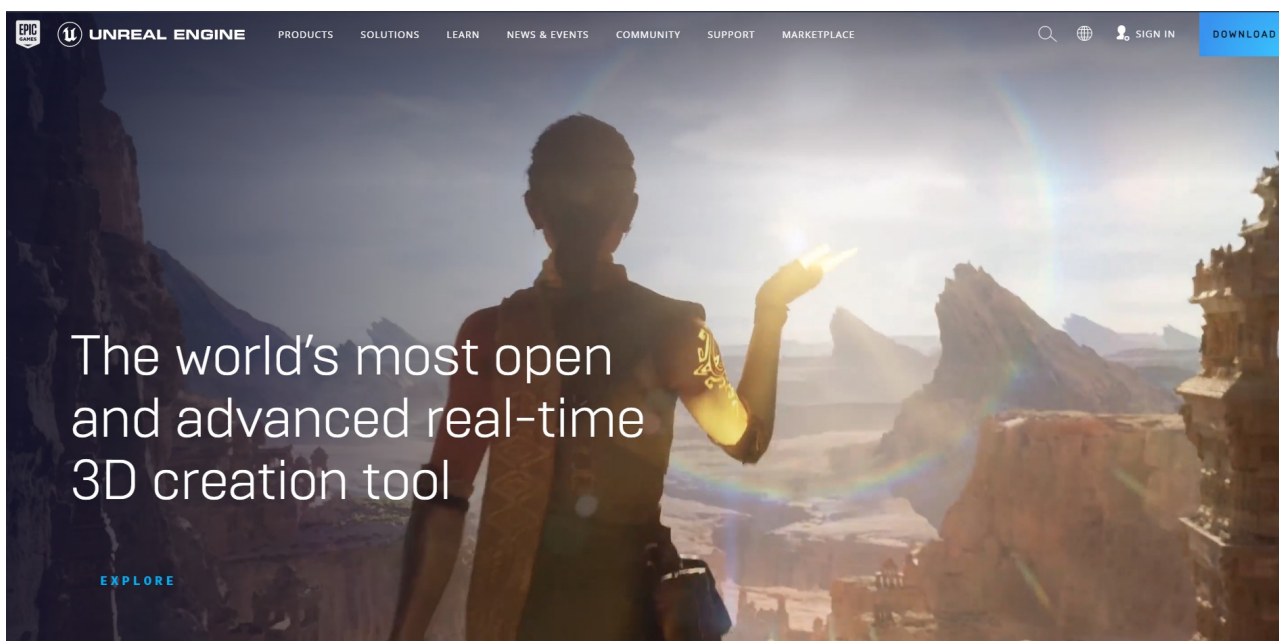 EPIC
GAMES
UNREAL ENGINE
PRODUCTS SOLUTIONS LEARN NEWS & EVENTS COMMUNITY SUPPORT MARKETPLACE
SIGN IN
DOWNLOAD
The world's most open
and advanced real-time
3D creation tool
EXPLORE